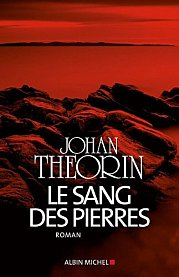 JOHAN
THEORIN
LE SANG
DES PIERRES
ROMAN
ALBIN MICHEL